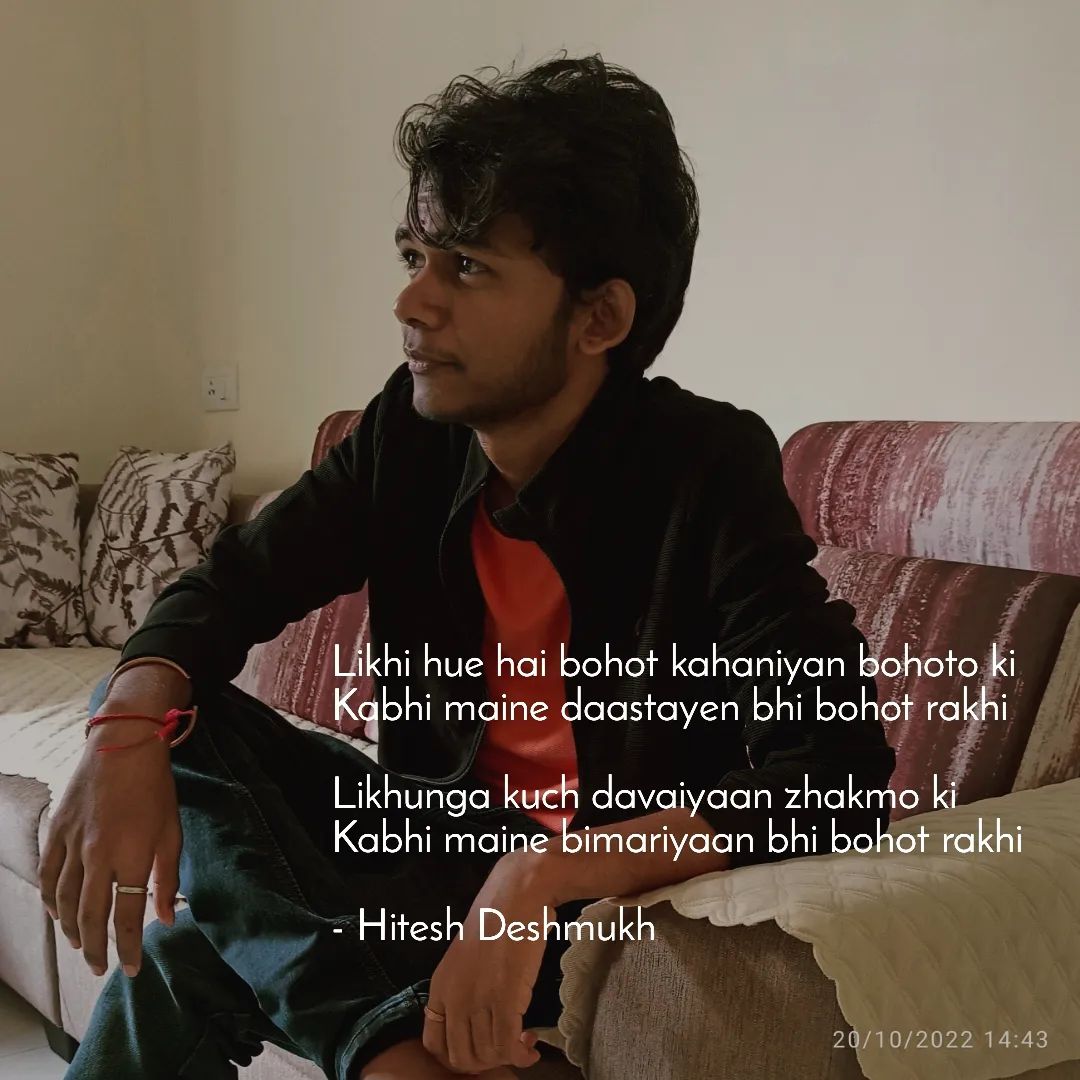 Likhi hue hai bohot kahaniyan bohoto ki
Kabhi maine daastayen bhi bohot rakhi
Likhunga kuch davaiyaan zhakmo ki
Kabhi maine bimariyaan bhi bohot rakhi
- Hitesh Deshmukh
20/10/2022 14:43